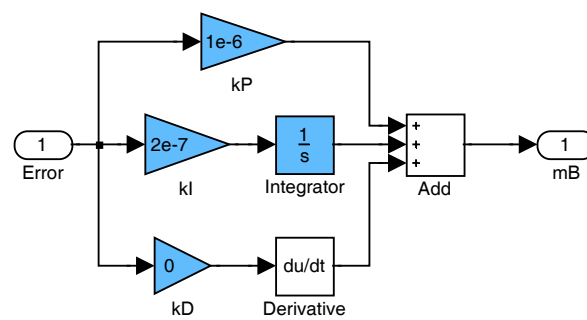 1e-6
kP
1
Error
2e-7
kI
1
s
Integrator
+
+
+
Add
1
mB
0
kD
du/dt
Derivative